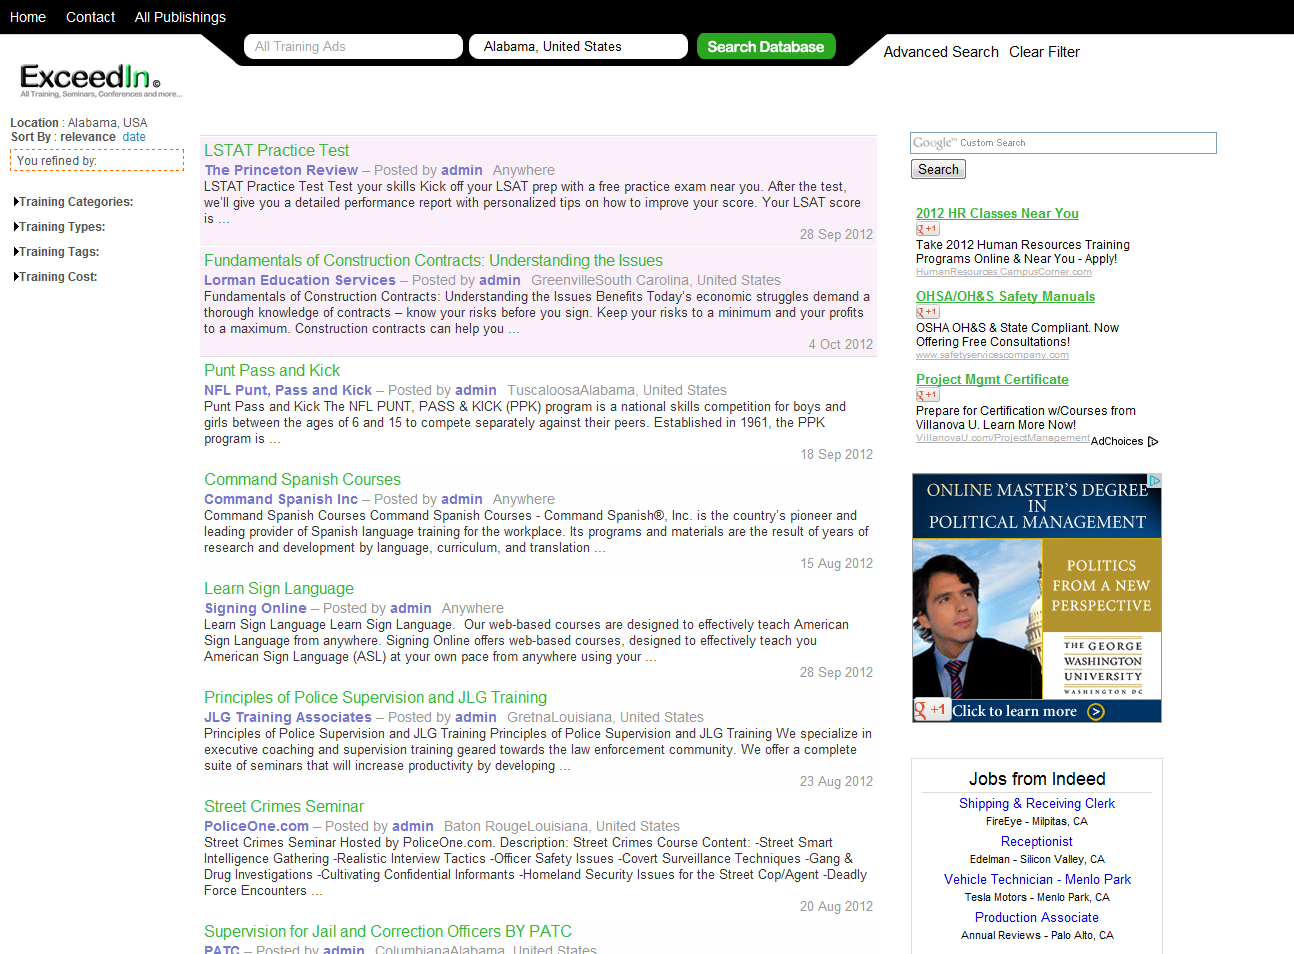 Home Contact All Publishings
All Training Ads
Alabama, United States
Search Database
Advanced Search Clear Filter
ExceedIn©
All Training, Seminars, Conferences and more...
Location : Alabama, USA
Sort By : relevance date
You refined by:
Training Categories:
Training Types:
Training Tags:
Training Cost:
LSTAT Practice Test
The Princeton Review – Posted by admin Anywhere
LSTAT Practice Test Test your skills Kick off your LSAT prep with a free practice exam near you. After the test,
we'll give you a detailed performance report with personalized tips on how to improve your score. Your LSAT score
is ...
28 Sep 2012
Fundamentals of Construction Contracts: Understanding the Issues
Lorman Education Services – Posted by admin GreenvilleSouth Carolina, United States
Fundamentals of Construction Contracts: Understanding the Issues Benefits Today's economic struggles demand a
thorough knowledge of contracts – know your risks before you sign. Keep your risks to a minimum and your profits
to a maximum. Construction contracts can help you ...
4 Oct 2012
Punt Pass and Kick
NFL Punt, Pass and Kick – Posted by admin TuscaloosaAlabama, United States
Punt Pass and Kick The NFL PUNT, PASS & KICK (PPK) program is a national skills competition for boys and
girls between the ages of 6 and 15 to compete separately against their peers. Established in 1961, the PPK
program is ...
18 Sep 2012
Command Spanish Courses
Command Spanish Inc – Posted by admin Anywhere
Command Spanish Courses Command Spanish Courses - Command Spanish®, Inc. is the country's pioneer and
leading provider of Spanish language training for the workplace. Its programs and materials are the result of years of
research and development by language, curriculum, and translation ...
15 Aug 2012
Learn Sign Language
Signing Online – Posted by admin Anywhere
Learn Sign Language Learn Sign Language. Our web-based courses are designed to effectively teach American
Sign Language from anywhere. Signing Online offers web-based courses, designed to effectively teach you
American Sign Language (ASL) at your own pace from anywhere using your ...
28 Sep 2012
Principles of Police Supervision and JLG Training
JLG Training Associates – Posted by admin GretnaLouisiana, United States
Principles of Police Supervision and JLG Training Principles of Police Supervision and JLG Training We specialize in
executive coaching and supervision training geared towards the law enforcement community. We offer a complete
suite of seminars that will increase productivity by developing ...
23 Aug 2012
Street Crimes Seminar
PoliceOne.com – Posted by admin Baton RougeLouisiana, United States
Street Crimes Seminar Hosted by PoliceOne.com. Description: Street Crimes Course Content: -Street Smart
Intelligence Gathering -Realistic Interview Tactics -Officer Safety Issues -Covert Surveillance Techniques -Gang &
Drug Investigations -Cultivating Confidential Informants -Homeland Security Issues for the Street Cop/Agent -Deadly
Force Encounters ...
20 Aug 2012
Supervision for Jail and Correction Officers BY PATC
PATC – Posted by admin ColumbianaAlabama, United States
Google™ Custom Search
Search
2012 HR Classes Near You
g +1
Take 2012 Human Resources Training
Programs Online & Near You - Apply!
HumanResources.CampusCorner.com
OHSA/OH&S Safety Manuals
g +1
OSHA OH&S & State Compliant. Now
Offering Free Consultations!
www.safetyservicescompany.com
Project Mgmt Certificate
g +1
Prepare for Certification w/Courses from
Villanova U. Learn More Now!
VillanovaU.com/ProjectManagement
AdChoices
ONLINE MASTER'S DEGREE
IN
POLITICAL MANAGEMENT
POLITICS
FROM A NEW
PERSPECTIVE
THE GEORGE
WASHINGTON
UNIVERSITY
WASHINGTON DC
g +1 Click to learn more
Jobs from Indeed
Shipping & Receiving Clerk
FireEye - Milpitas, CA
Receptionist
Edelman - Silicon Valley, CA
Vehicle Technician - Menlo Park
Tesla Motors - Menlo Park, CA
Production Associate
Annual Reviews - Palo Alto, CA